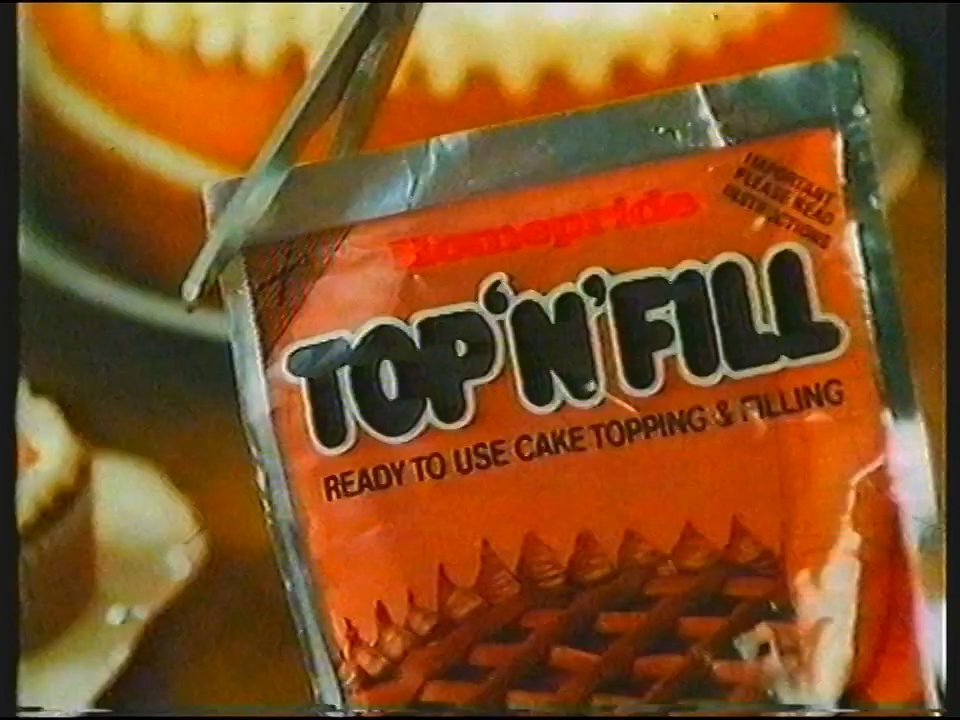 IMPORTANT
PLEASE READ
INSTRUCTIONS
Homepride
TOP 'N' FILL
READY TO USE CAKE TOPPING & FILLING